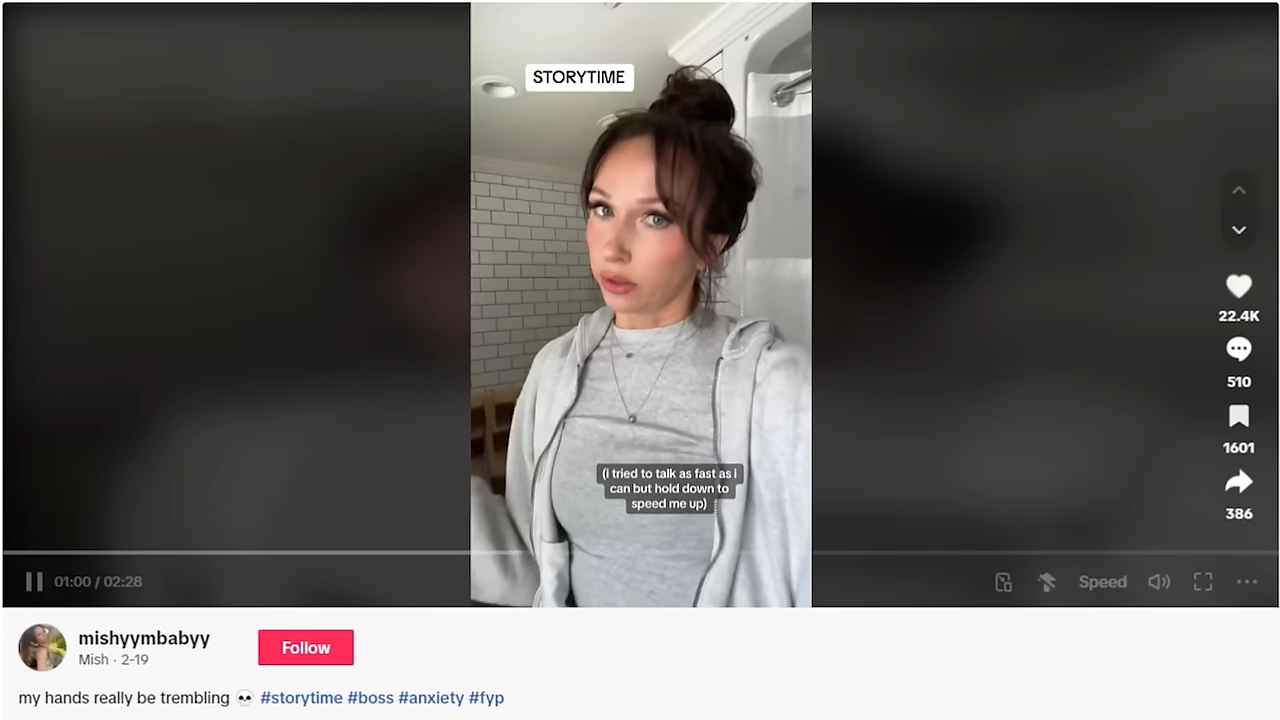 STORYTIME
(i tried to talk as fast as i
can but hold down to
speed me up)
22.4K
510
1601
386
01:00 / 02:28
Speed
mishyymbabyy
Mish · 2-19
Follow
my hands really be trembling 💀 #storytime #boss #anxiety #fyp